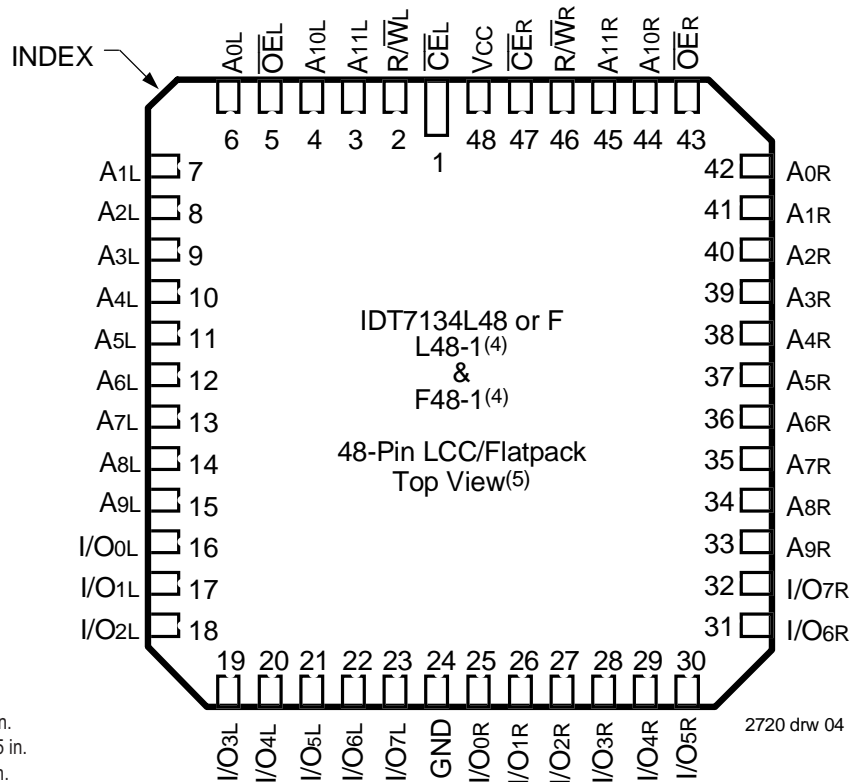 INDEX
A0L
OEL
A10L
A11L
R/WL
CEL
VCC
CER
R/WR
A11R
A10R
OER
6 5 4 3 2 1 48 47 46 45 44 43
A1L 7
A2L 8
A3L 9
A4L 10
A5L 11
A6L 12
A7L 13
A8L 14
A9L 15
I/O0L 16
I/O1L 17
I/O2L 18
IDT7134L48 or F
L48-1(4)
&
F48-1(4)
48-Pin LCC/Flatpack
Top View(5)
42 A0R
41 A1R
40 A2R
39 A3R
38 A4R
37 A5R
36 A6R
35 A7R
34 A8R
33 A9R
32 I/O7R
31 I/O6R
19 20 21 22 23 24 25 26 27 28 29 30
I/O3L
I/O4L
I/O5L
I/O6L
I/O7L
GND
I/O0R
I/O1R
I/O2R
I/O3R
I/O4R
I/O5R
2720 drw 04
n.
5 in.
n.